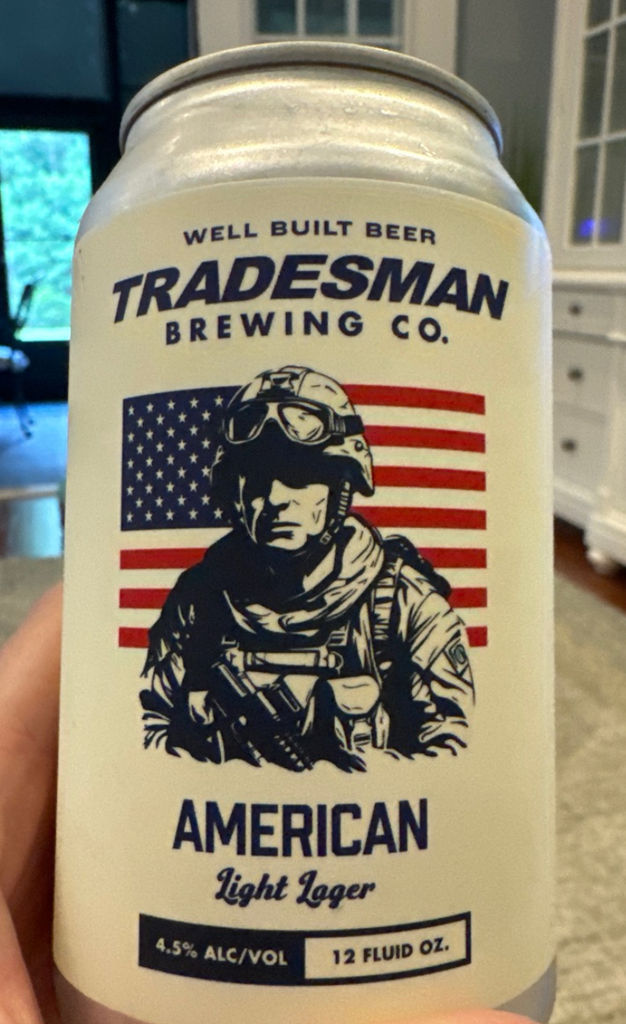 WELL BUILT BEER
TRADESMAN
BREWING CO.
AMERICAN
Light Lager
4.5% ALC/VOL 12 FLUID OZ.